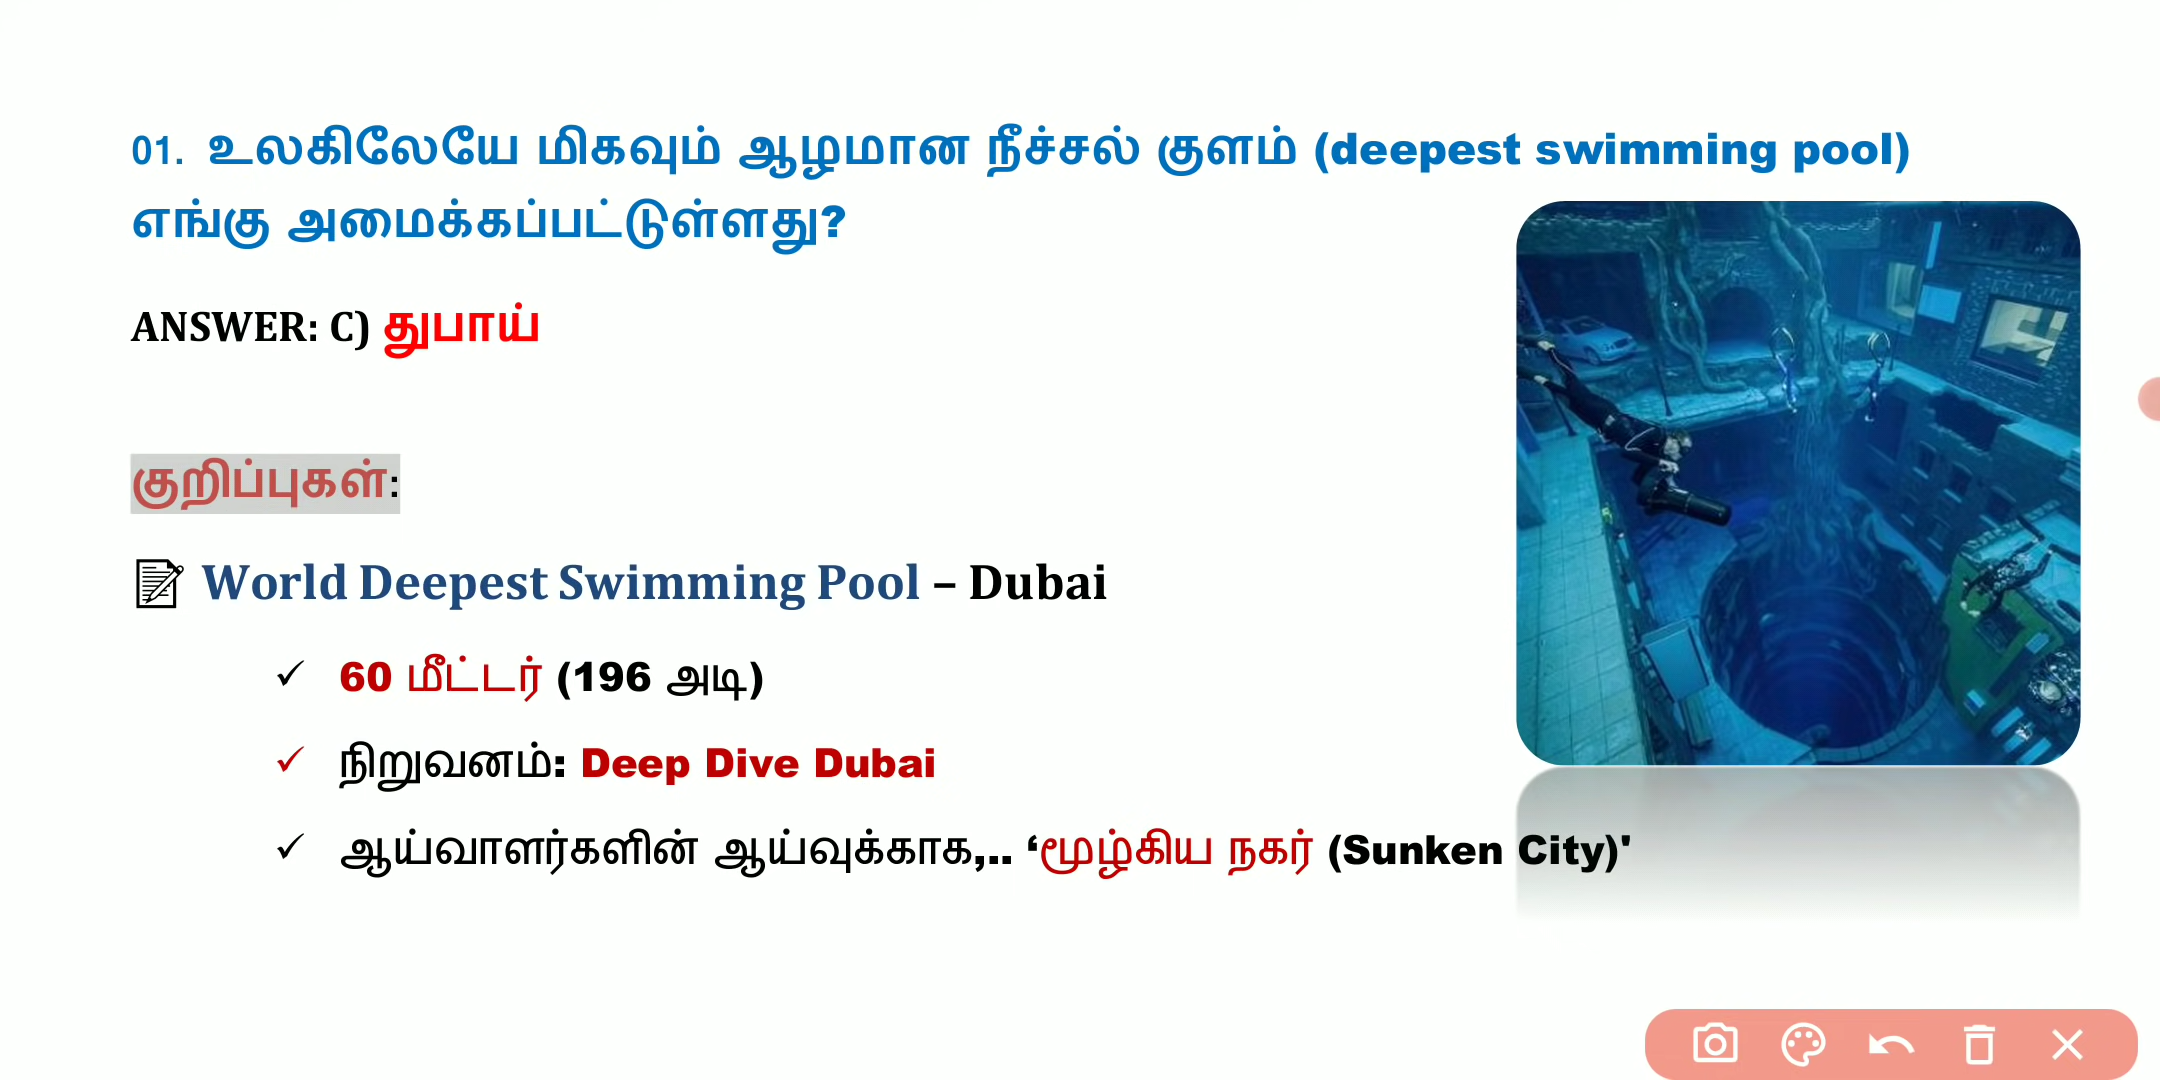 01. உலகிலேயே மிகவும் ஆழமான நீச்சல் குளம் (deepest swimming pool)
எங்கு அமைக்கப்பட்டுள்ளது?
ANSWER: C) துபாய்
குறிப்புகள்:
World Deepest Swimming Pool – Dubai
✓ 60 மீட்டர் (196 அடி)
✓ நிறுவனம்: Deep Dive Dubai
✓ ஆய்வாளர்களின் ஆய்வுக்காக,.. ‘மூழ்கிய நகர் (Sunken City)'